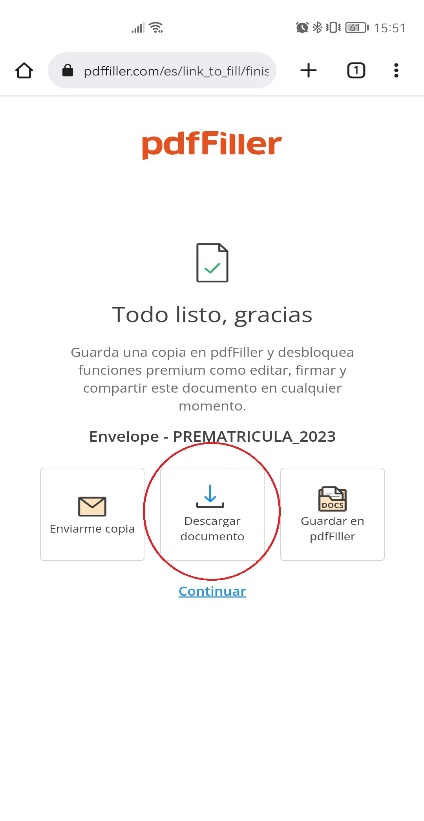 61 15:51
pdffiller.com/es/link_to_fill/finis
1
pdfFiller
Todo listo, gracias
Guarda una copia en pdfFiller y desbloquea
funciones premium como editar, firmar y
compartir este documento en cualquier
momento.
Envelope - PREMATRICULA_2023
Enviarme copia
Descargar
documento
DOCS
Guardar en
pdfFiller
Continuar